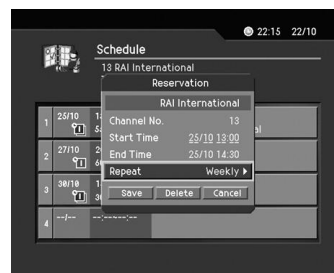 22:15 22/10
Schedule
13 RAI International
Reservation
RAI International
Channel No. 13
Start Time 25/10 13:00
End Time 25/10 14:30
Repeat Weekly
Save Delete Cancel
1 25/10
2 27/10
3 30/10
4 --/-- --:--~--:--